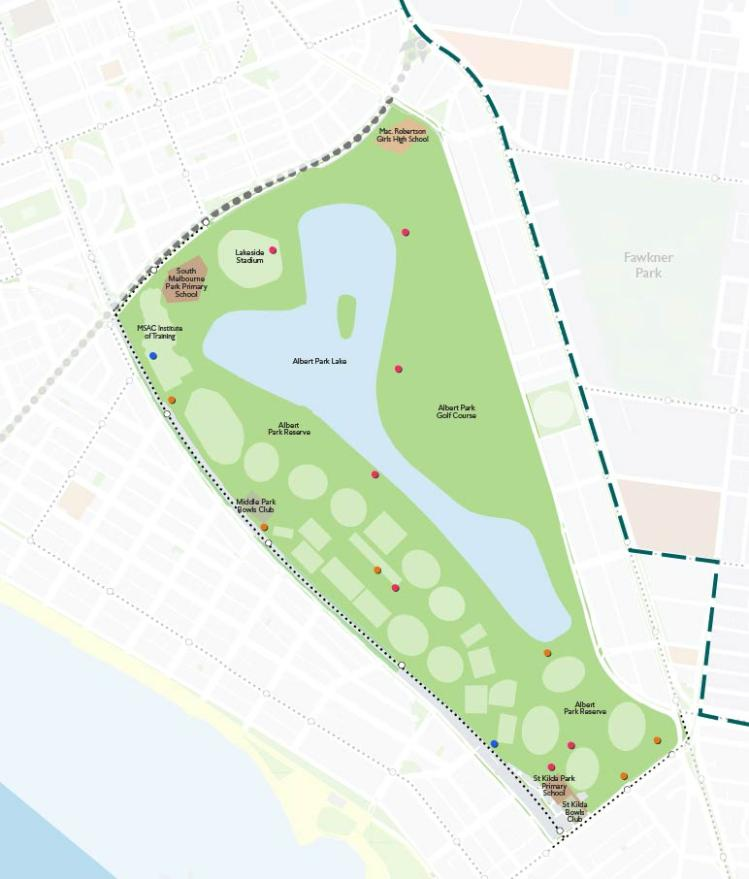 Mac. Robertson
Girls High School
Lakeside
Stadium
Fawkner
Park
South
Melbourne
Park Primary
School
MSAC Institute
of Training
Albert Park Lake
Albert Park
Golf Course
Albert
Park Reserve
Middle Park
Bowls Club
Albert
Park Reserve
St Kilda Park
Primary
School
St Kilda
Bowls
Club